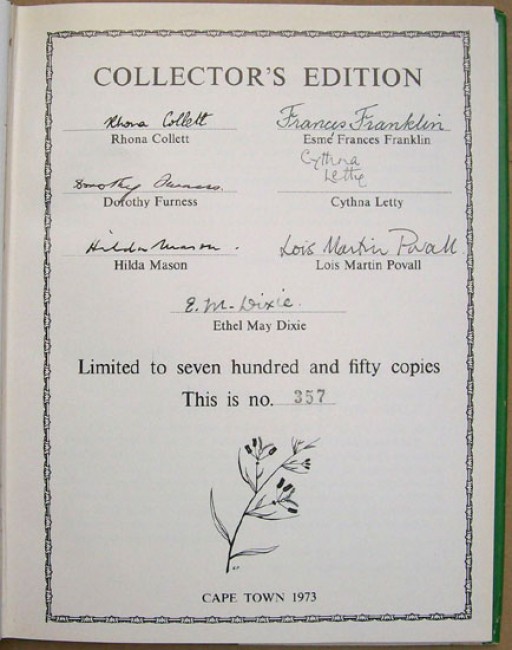 COLLECTOR'S EDITION
Rhona Collett
Rhona Collett
Frances Franklin
Esmé Frances Franklin
Dorothy Furness
Dorothy Furness
Cythna
Letty
Cythna Letty
Hilda Mason
Hilda Mason
Lois Martin Povall
Lois Martin Povall
E. M. Dixie
Ethel May Dixie
Limited to seven hundred and fifty copies
This is no. 357
CAPE TOWN 1973